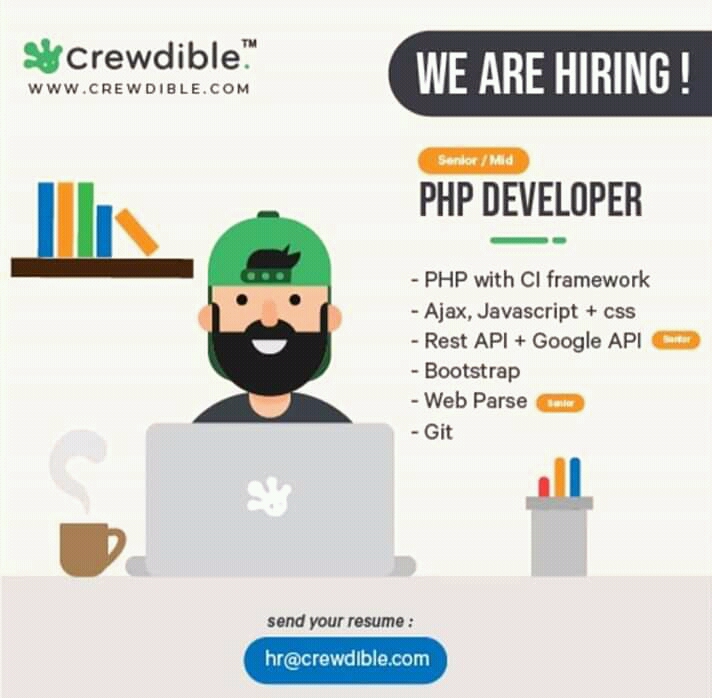 Crewdible.™
WWW.CREWDIBLE.COM
WE ARE HIRING !
Senior / Mid
PHP DEVELOPER
- PHP with CI framework
- Ajax, Javascript + css
- Rest API + Google API Senior
- Bootstrap
- Web Parse Senior
- Git
send your resume :
hr@crewdible.com